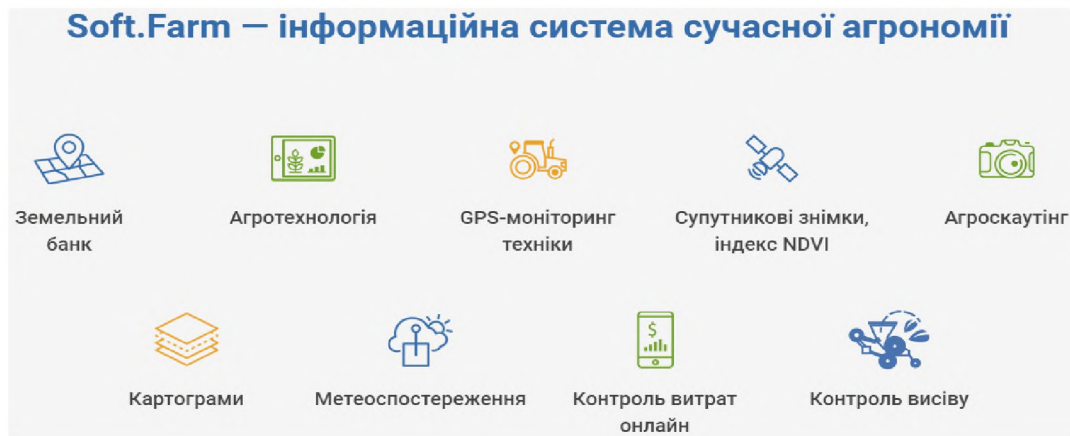 Soft.Farm — інформаційна система сучасної агрономії
Земельний
банк
Агротехнологія
GPS-моніторинг
техніки
Супутникові знімки,
індекс NDVI
Агроскаутінг
Картограми
Метеоспостереження
$
Контроль витрат
онлайн
Контроль висіву